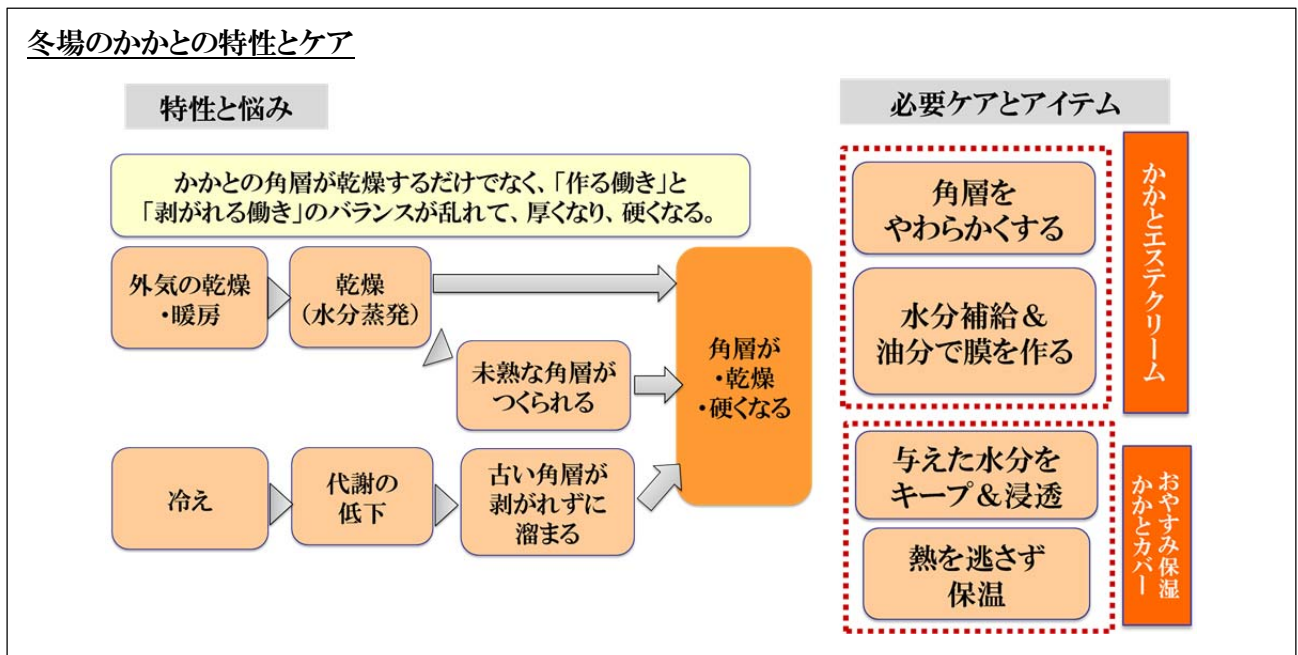 冬場のかかとの特性とケア
特性と悩み
かかとの角層が乾燥するだけでなく、「作る働き」と
「剥がれる働き」のバランスが乱れて、厚くなり、硬くなる。
外気の乾燥
・暖房
乾燥
(水分蒸発)
未熟な角層が
つくられる
冷え
代謝の
低下
古い角層が
剥がれずに
溜まる
角層が
・乾燥
・硬くなる
必要ケアとアイテム
角層を
やわらかくする
水分補給＆
油分で膜を作る
かかとエステクリーム
与えた水分を
キープ＆浸透
熱を逃さず
保温
おやすみ保湿
かかとカバー